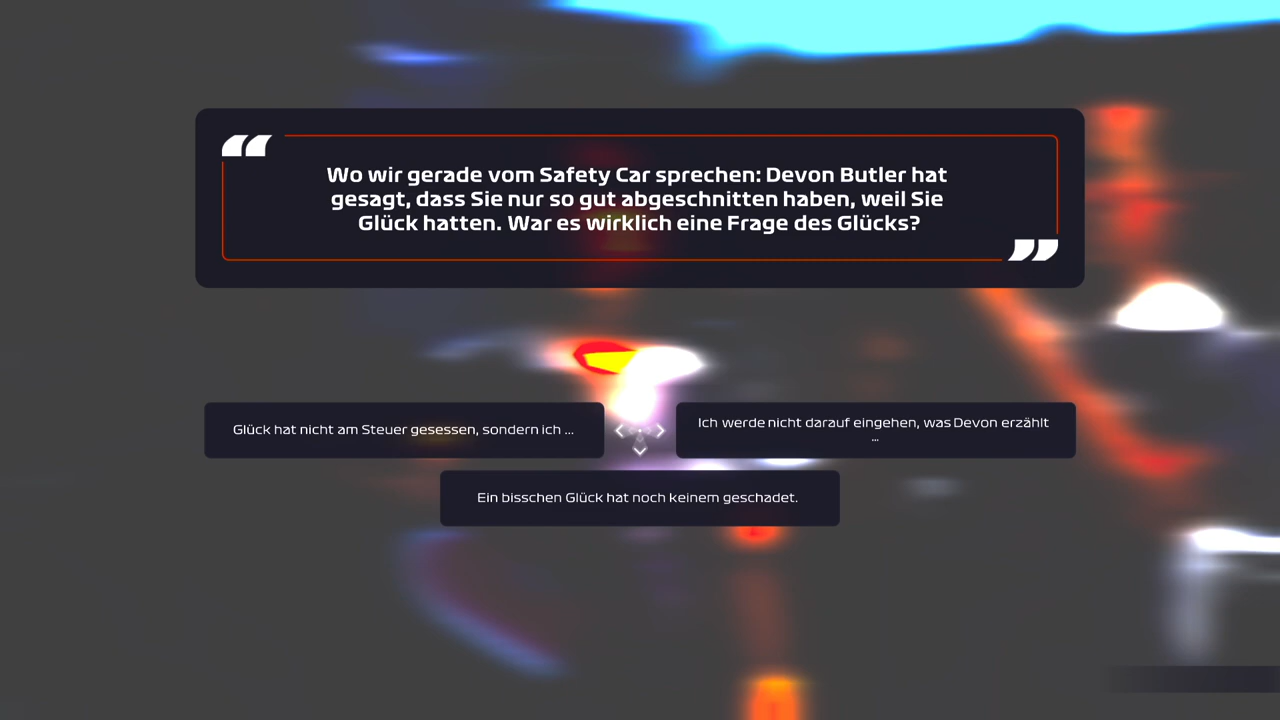 Wo wir gerade vom Safety Car sprechen: Devon Butler hat
gesagt, dass Sie nur so gut abgeschnitten haben, weil Sie
Glück hatten. War es wirklich eine Frage des Glücks?
Glück hat nicht am Steuer gesessen, sondern ich ...
Ich werde nicht darauf eingehen, was Devon erzählt
...
Ein bisschen Glück hat noch keinem geschadet.